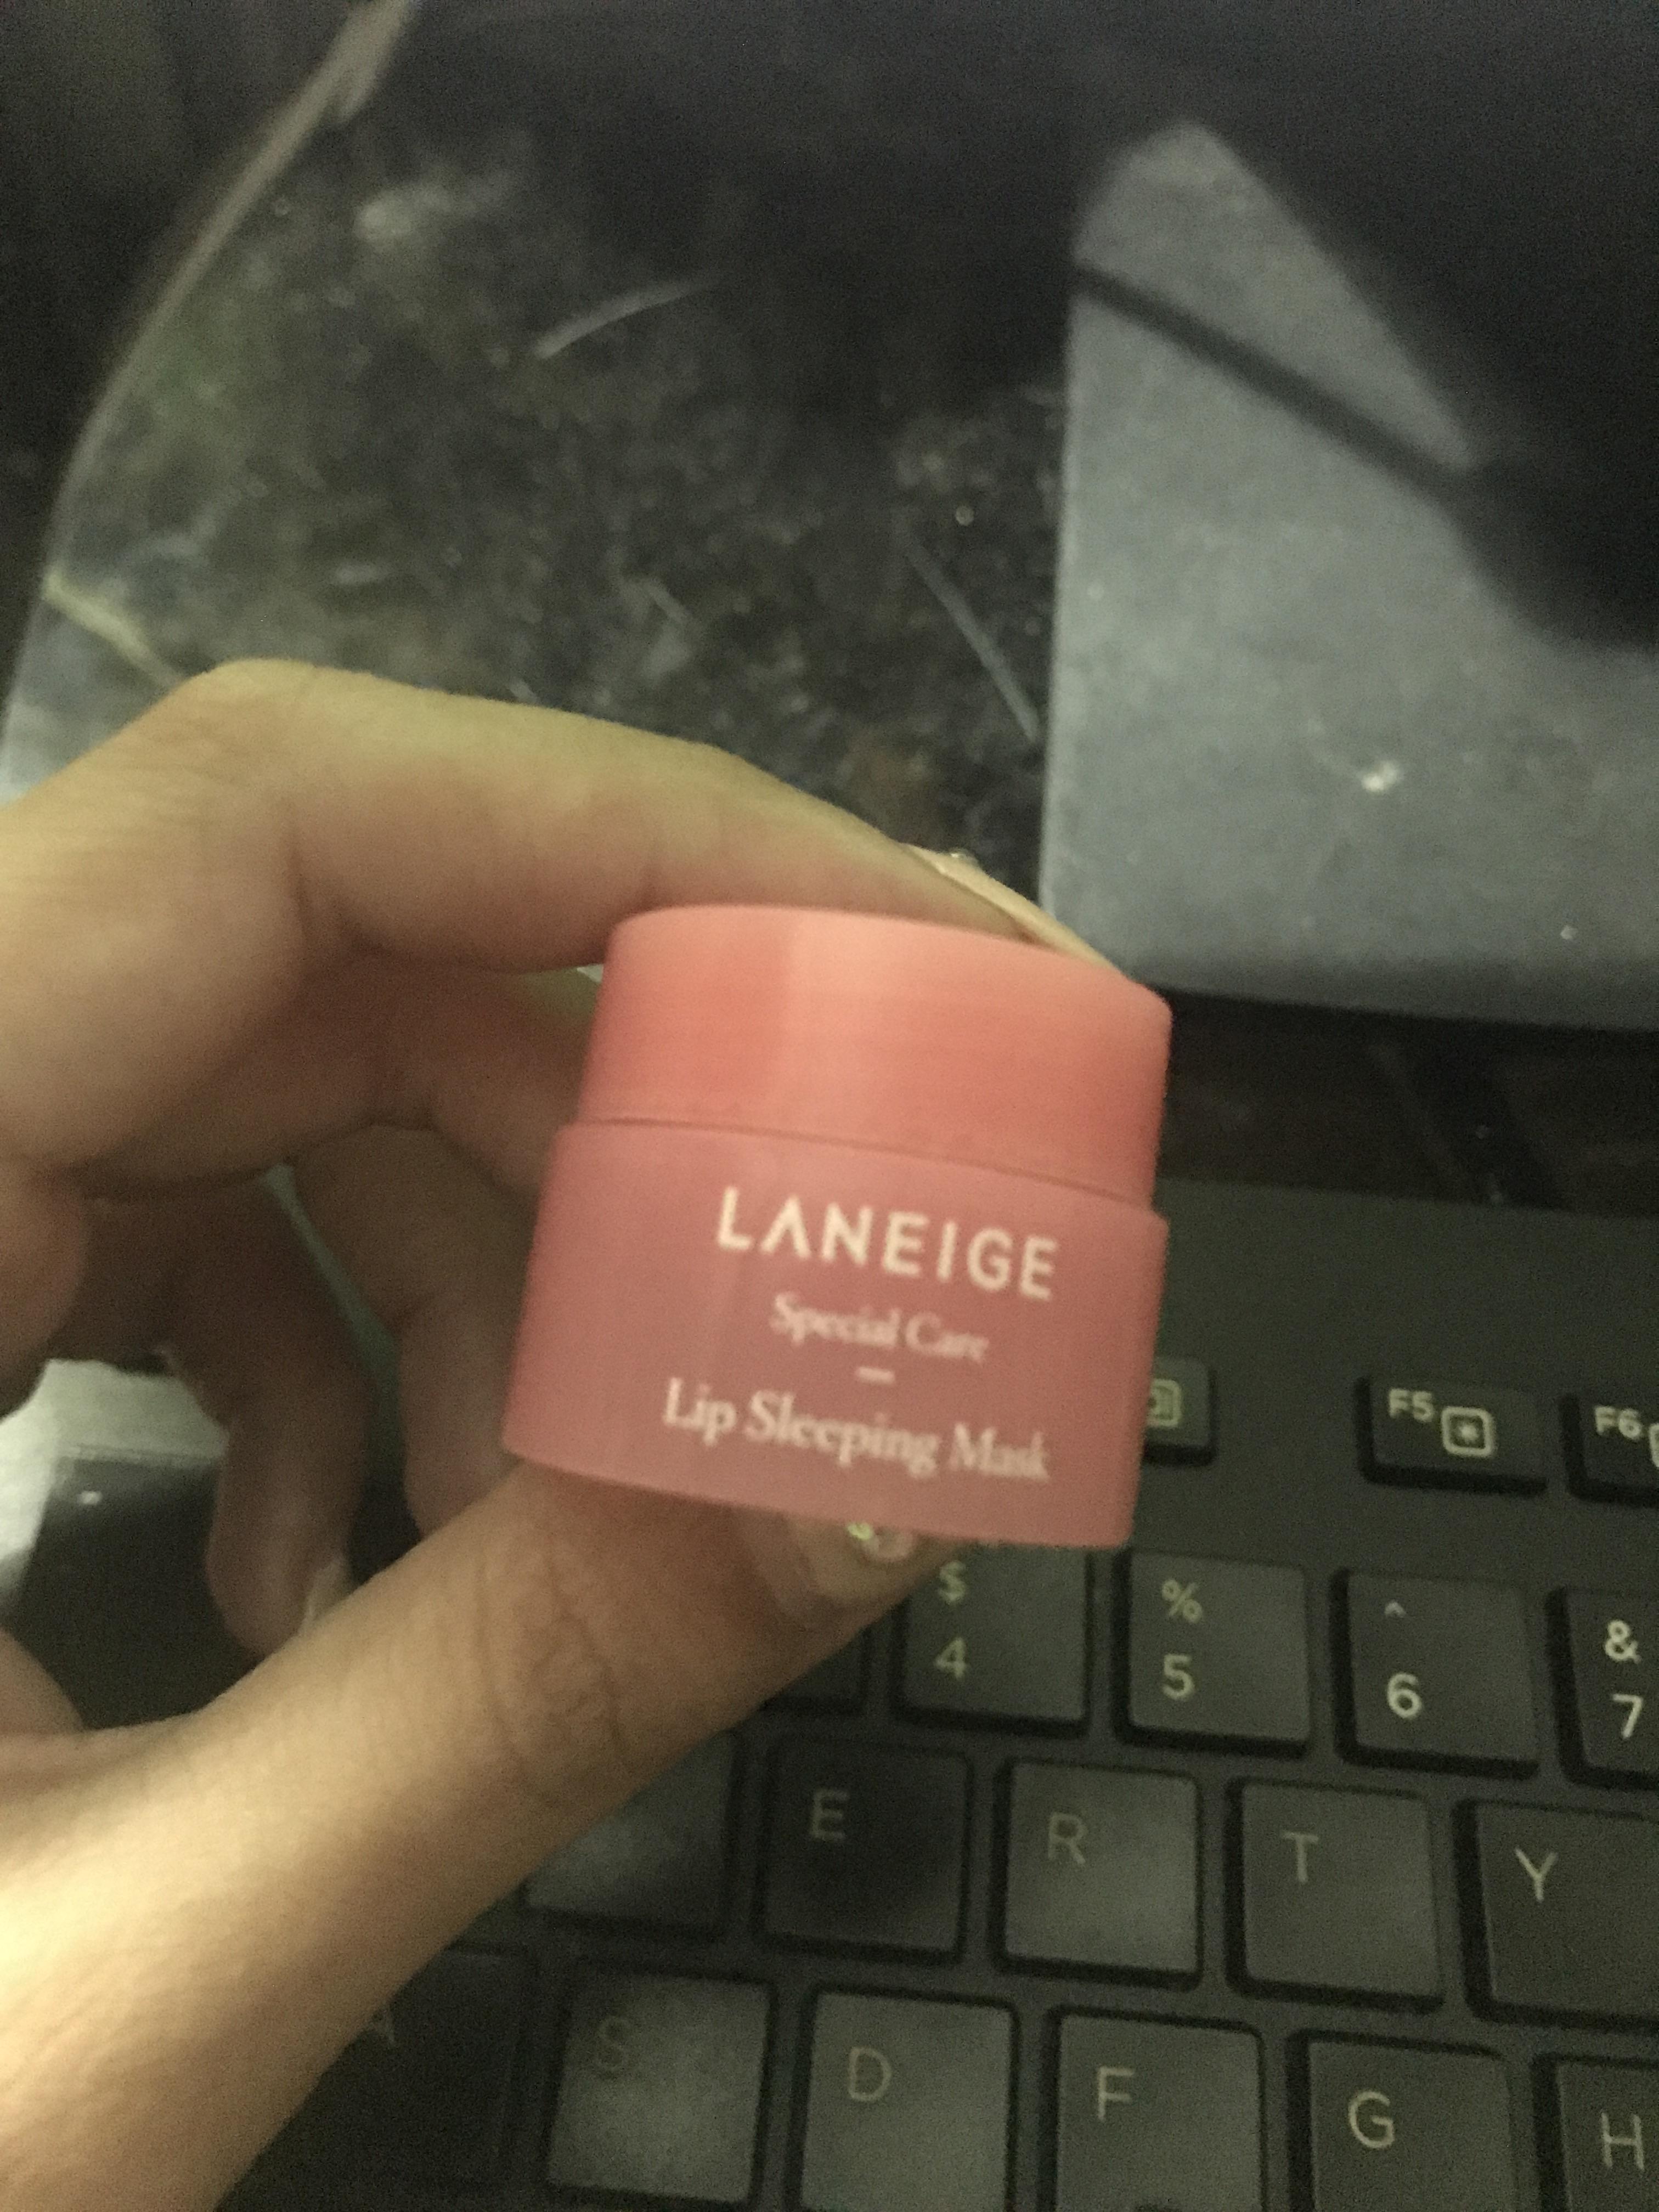 LANEIGE
Special Care
Lip Sleeping Mask
F5
F6
$
4
%
5
^
6
&
7
E
R
T
Y
A
S
D
F
G
H